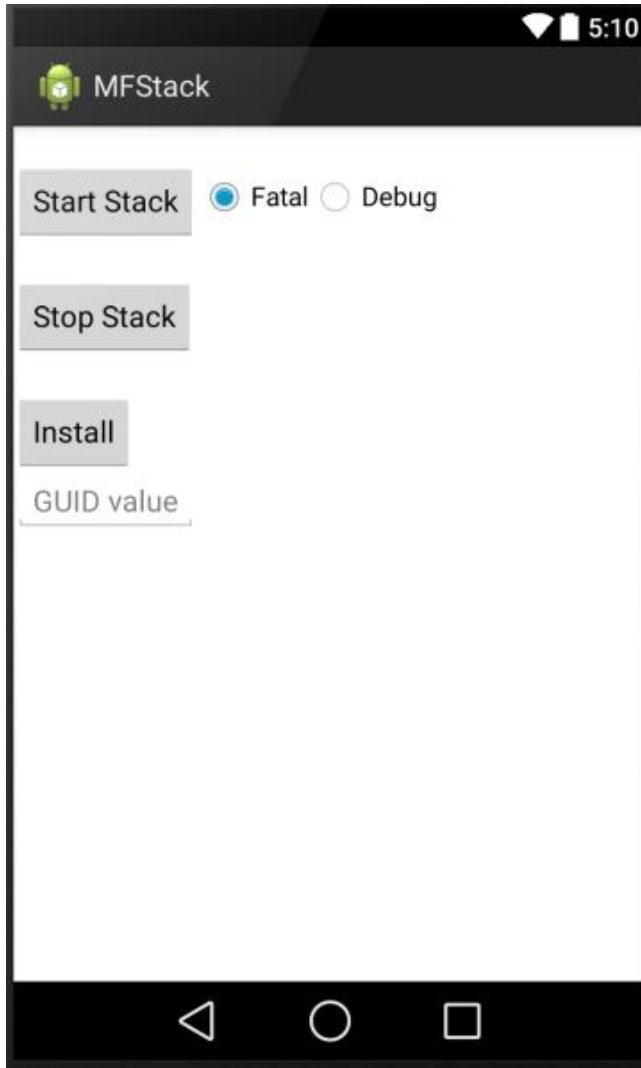 5:10
MFStack
Start Stack Fatal Debug
Stop Stack
Install
GUID value